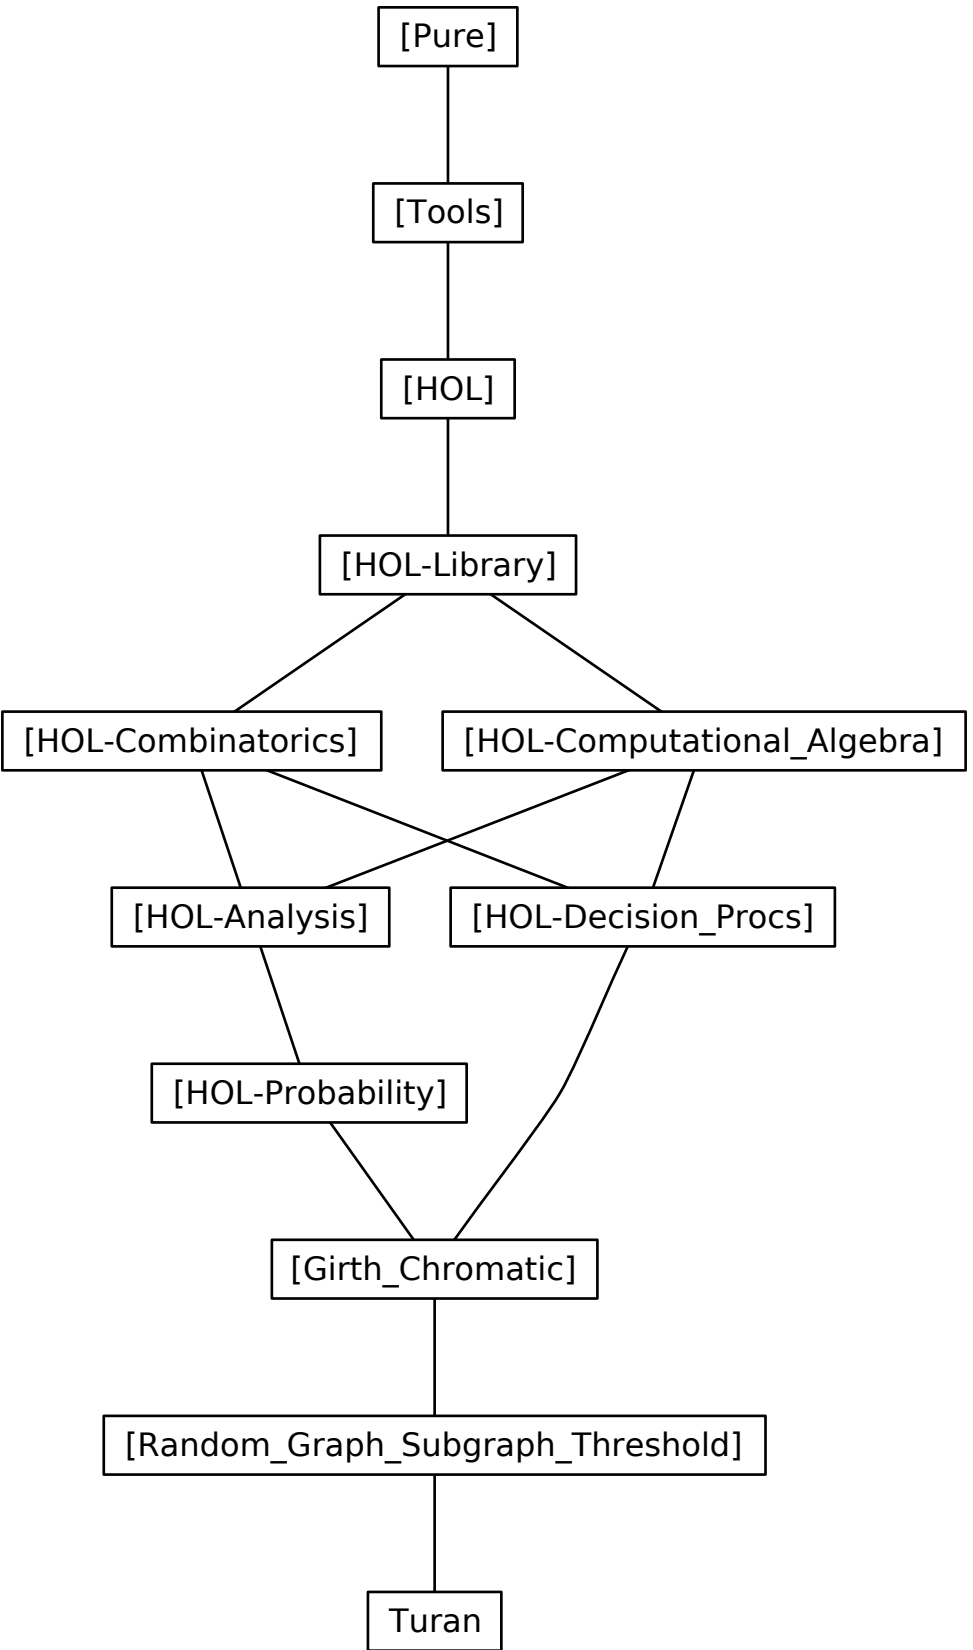 [Pure]
[Tools]
[HOL]
[HOL-Library]
[HOL-Combinatorics]
[HOL-Computational_Algebra]
[HOL-Analysis]
[HOL-Decision_Procs]
[HOL-Probability]
[Girth_Chromatic]
[Random_Graph_Subgraph_Threshold]
Turan